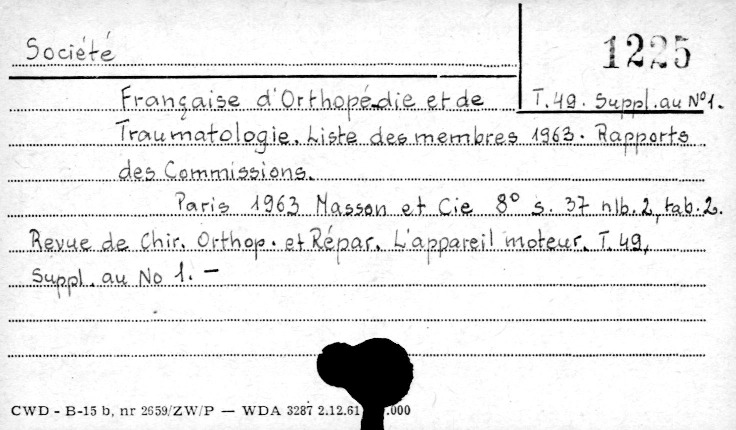 Société
1225
Française d'Orthopédie et de
T. 49. Suppl. au N° 1.
Traumatologie. Liste des membres 1963. Rapports
des Commissions.
Paris 1963 Masson et Cie 8° s. 37 nlb. 2, tab. 2.
Revue de Chir. Orthop. et Répar. L'appareil moteur. T. 49,
Suppl. au No 1. —
CWD - B-15 b, nr 2659/ZW/P — WDA 3287 2.12.61 .000